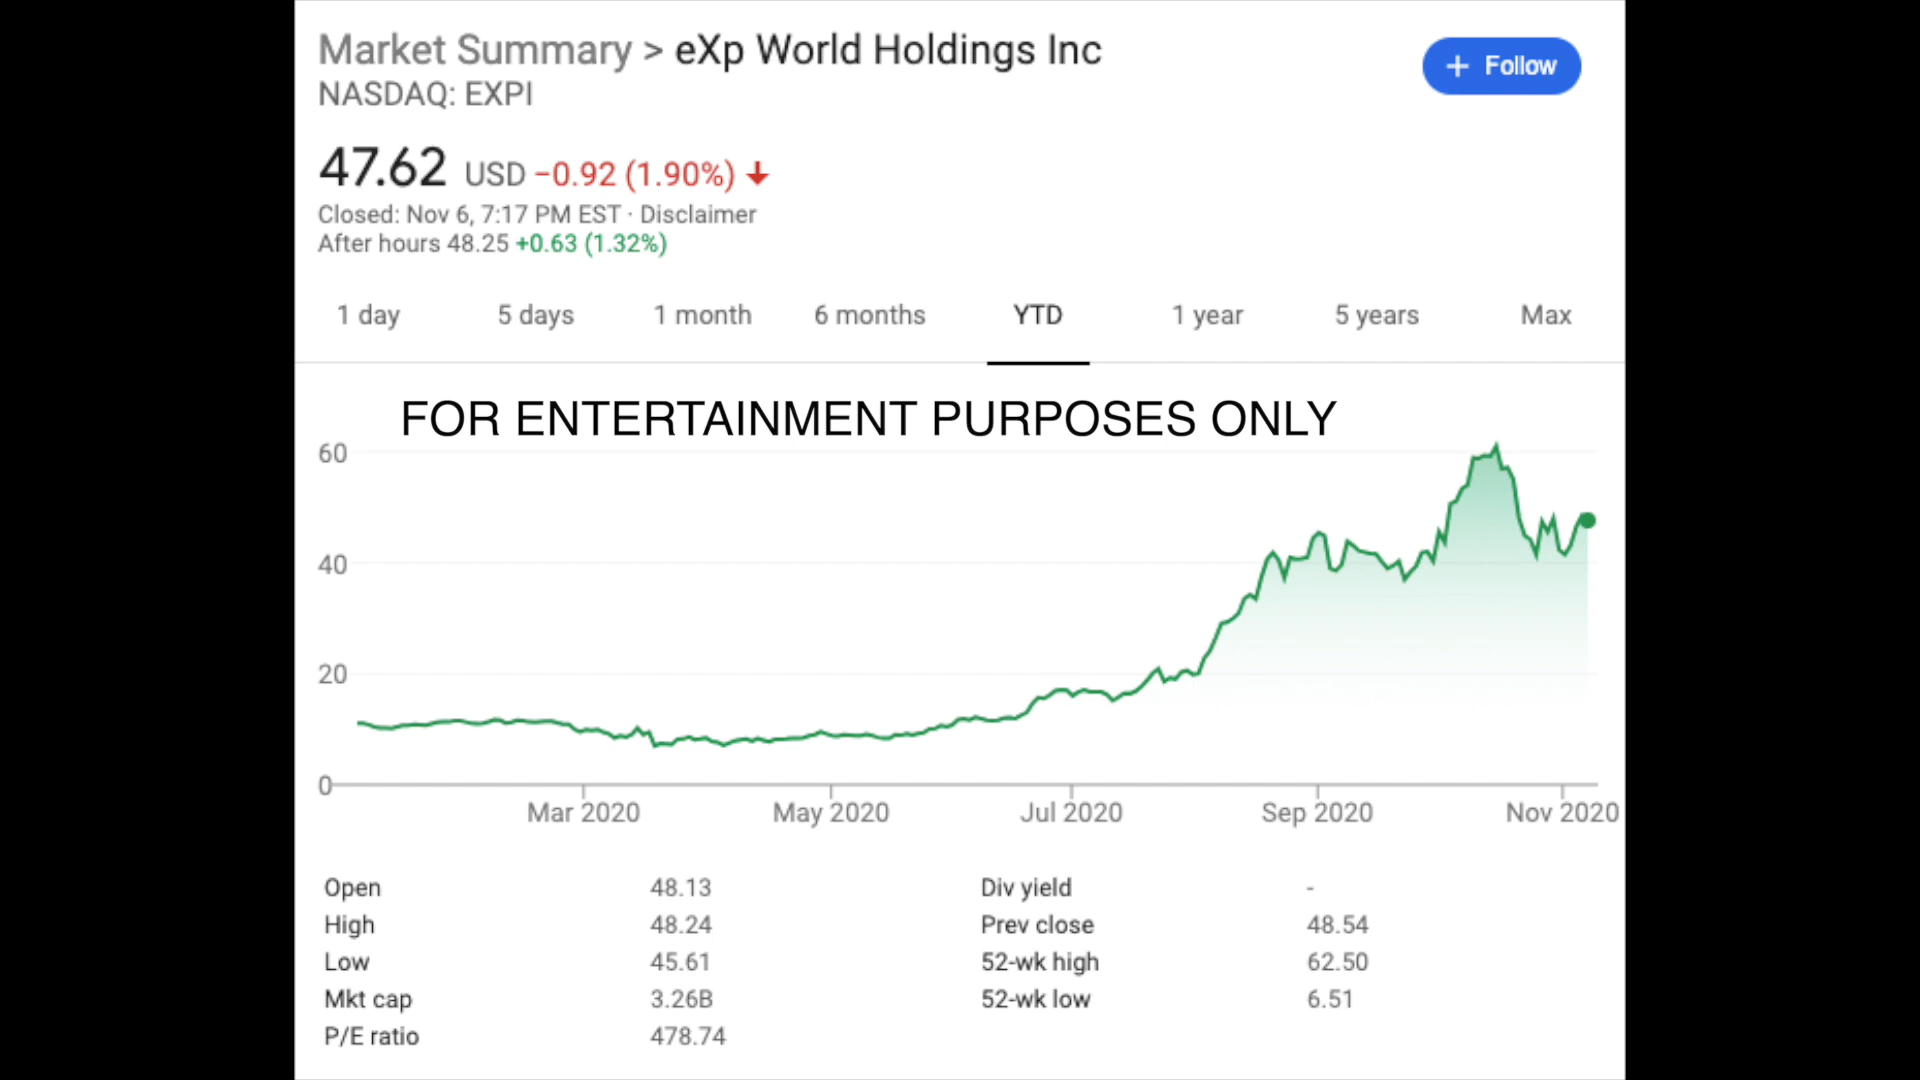 Market Summary > eXp World Holdings Inc
+ Follow
NASDAQ: EXPI
47.62 USD −0.92 (1.90%) ↓
Closed: Nov 6, 7:17 PM EST · Disclaimer
After hours 48.25 +0.63 (1.32%)
1 day 5 days 1 month 6 months YTD 1 year 5 years Max
FOR ENTERTAINMENT PURPOSES ONLY
60
40
20
0
Mar 2020 May 2020 Jul 2020 Sep 2020 Nov 2020
Open 48.13 Div yield -
High 48.24 Prev close 48.54
Low 45.61 52-wk high 62.50
Mkt cap 3.26B 52-wk low 6.51
P/E ratio 478.74